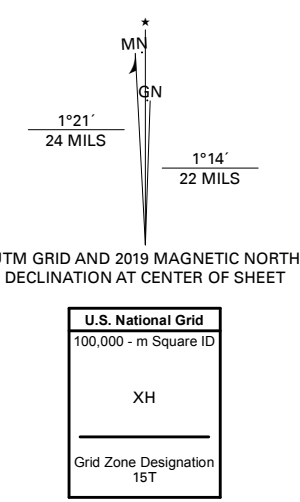 MN
GN
1°21´
24 MILS
1°14´
22 MILS
UTM GRID AND 2019 MAGNETIC NORTH
DECLINATION AT CENTER OF SHEET
U.S. National Grid
100,000 - m Square ID
XH
Grid Zone Designation
15T